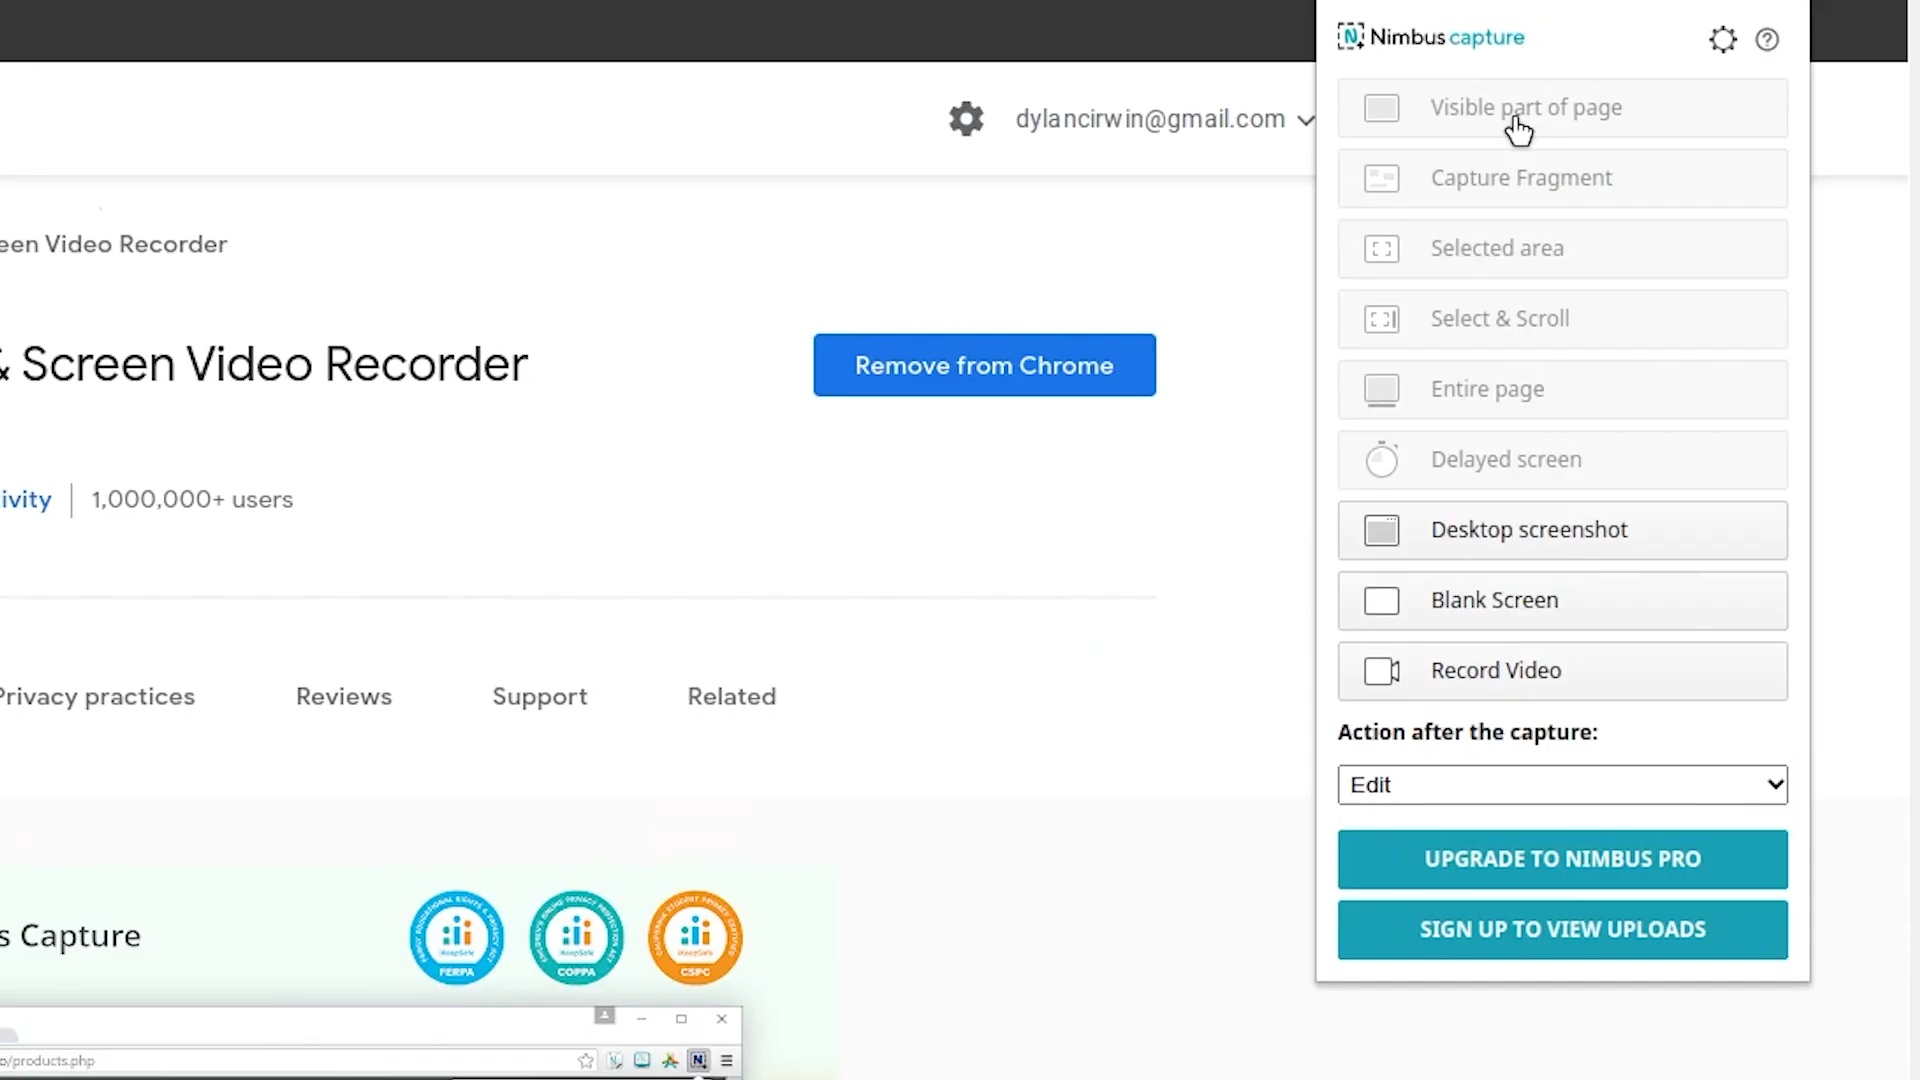 Nimbus capture
dylancirwin@gmail.com
Visible part of page
Capture Fragment
Selected area
Select & Scroll
Entire page
Delayed screen
Desktop screenshot
Blank Screen
Record Video
Action after the capture:
Edit
UPGRADE TO NIMBUS PRO
SIGN UP TO VIEW UPLOADS
een Video Recorder
& Screen Video Recorder
Remove from Chrome
ivity
1,000,000+ users
Privacy practices
Reviews
Support
Related
s Capture
iKeepSafe
FERPA
iKeepSafe
COPPA
iKeepSafe
CSPC
o/products.php